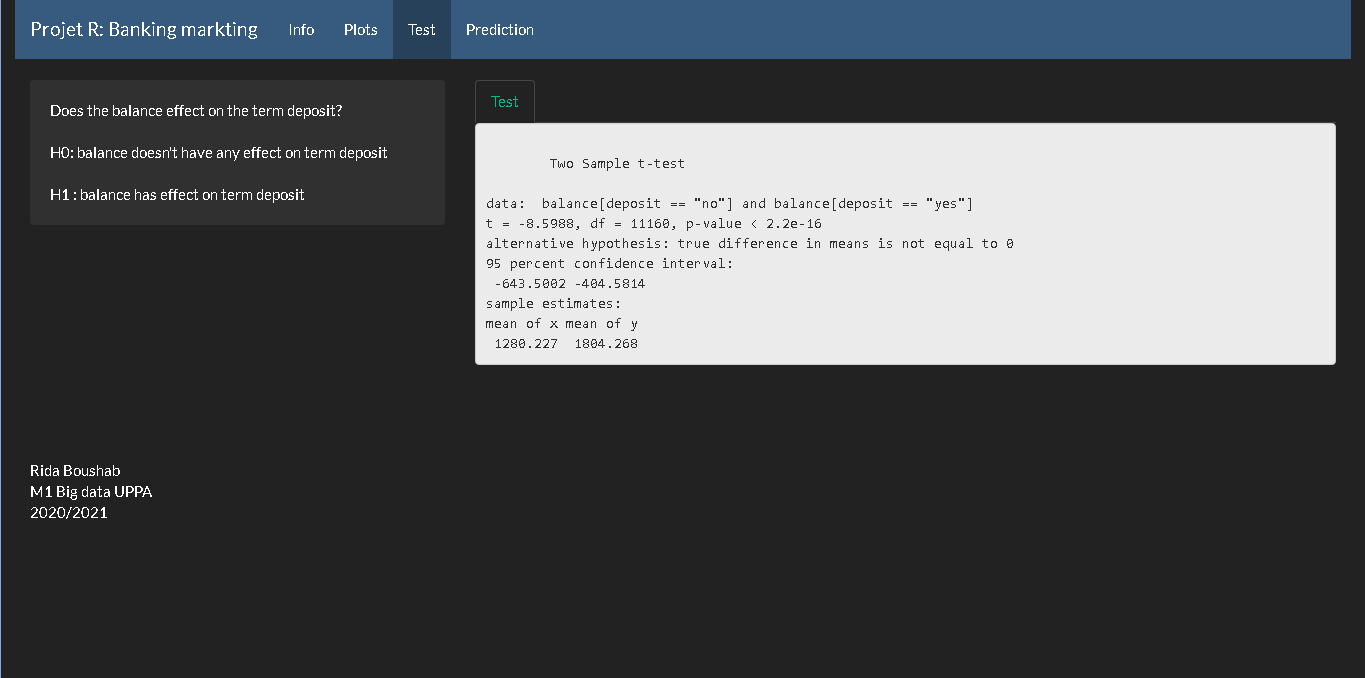 Projet R: Banking markting Info Plots Test Prediction
Does the balance effect on the term deposit?
H0: balance doesn't have any effect on term deposit
H1 : balance has effect on term deposit
Test
Two Sample t-test
data:  balance[deposit == "no"] and balance[deposit == "yes"]
t = -8.5988, df = 11160, p-value < 2.2e-16
alternative hypothesis: true difference in means is not equal to 0
95 percent confidence interval:
-643.5002 -404.5814
sample estimates:
mean of x mean of y
1280.227  1804.268
Rida Boushab
M1 Big data UPPA
2020/2021